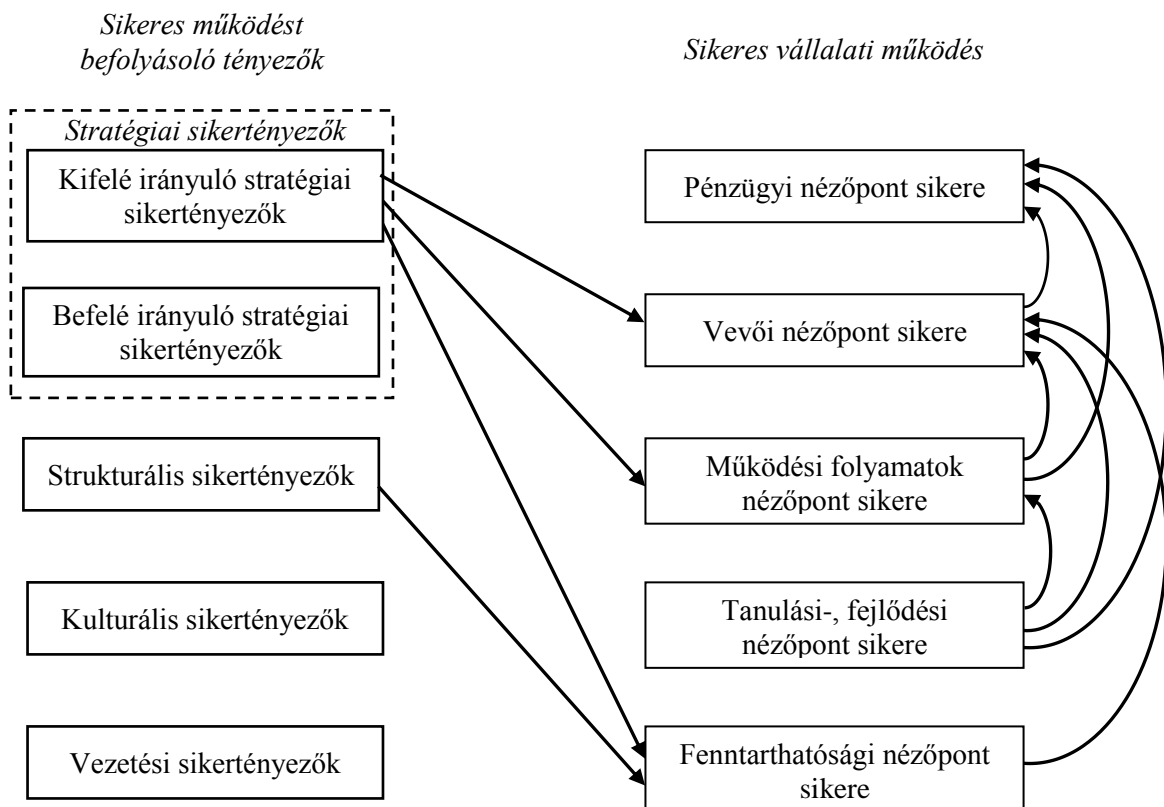 Sikeres működést
befolyásoló tényezők
Sikeres vállalati működés
Stratégiai sikertényezők
Kifelé irányuló stratégiai
sikertényezők
Pénzügyi nézőpont sikere
Befelé irányuló stratégiai
sikertényezők
Vevői nézőpont sikere
Strukturális sikertényezők
Működési folyamatok
nézőpont sikere
Kulturális sikertényezők
Tanulási-, fejlődési
nézőpont sikere
Vezetési sikertényezők
Fenntarthatósági nézőpont
sikere